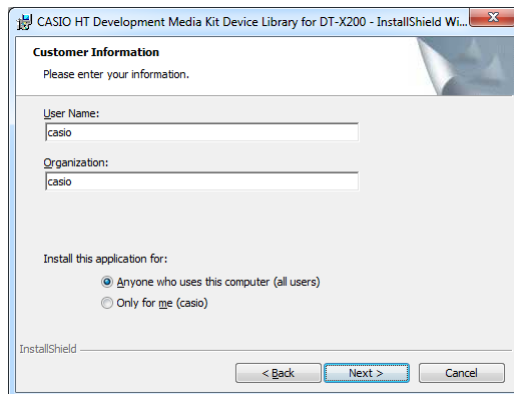 CASIO HT Development Media Kit Device Library for DT-X200 - InstallShield Wi...
Customer Information
Please enter your information.
User Name:
casio
Organization:
casio
Install this application for:
Anyone who uses this computer (all users)
Only for me (casio)
InstallShield
< Back Next > Cancel